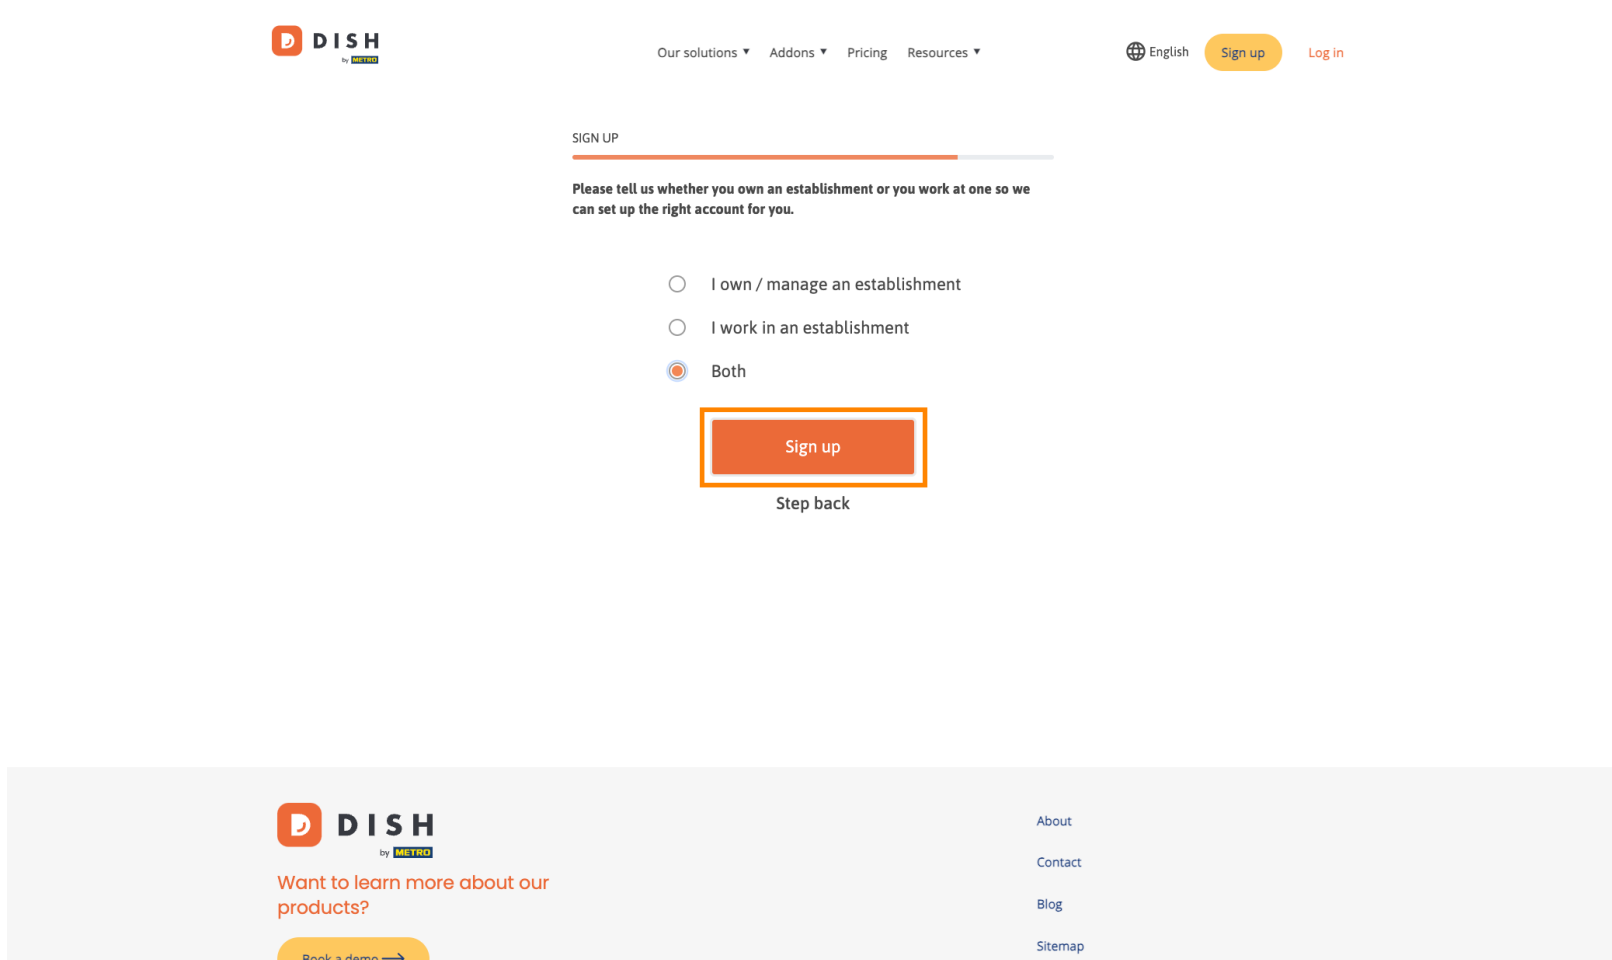 DISH
by METRO
Our solutions ▼ Addons ▼ Pricing Resources ▼ English Sign up Log in
SIGN UP
Please tell us whether you own an establishment or you work at one so we
can set up the right account for you.
I own / manage an establishment
I work in an establishment
Both
Sign up
Step back
DISH
by METRO
Want to learn more about our
products?
Book a demo
About
Contact
Blog
Sitemap